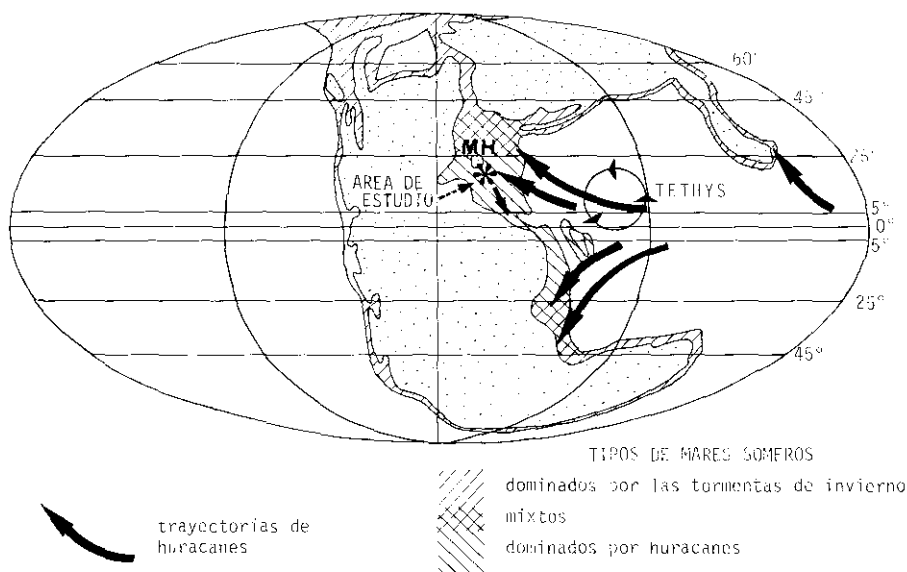 60°
45°
MH
25°
AREA DE
ESTUDIO
TETHYS
5°
0°
5°
25°
45°
TIPOS DE MARES SOMEROS
dominados por las tormentas de invierno
mixtos
dominados por huracanes
trayectorias de
huracanes